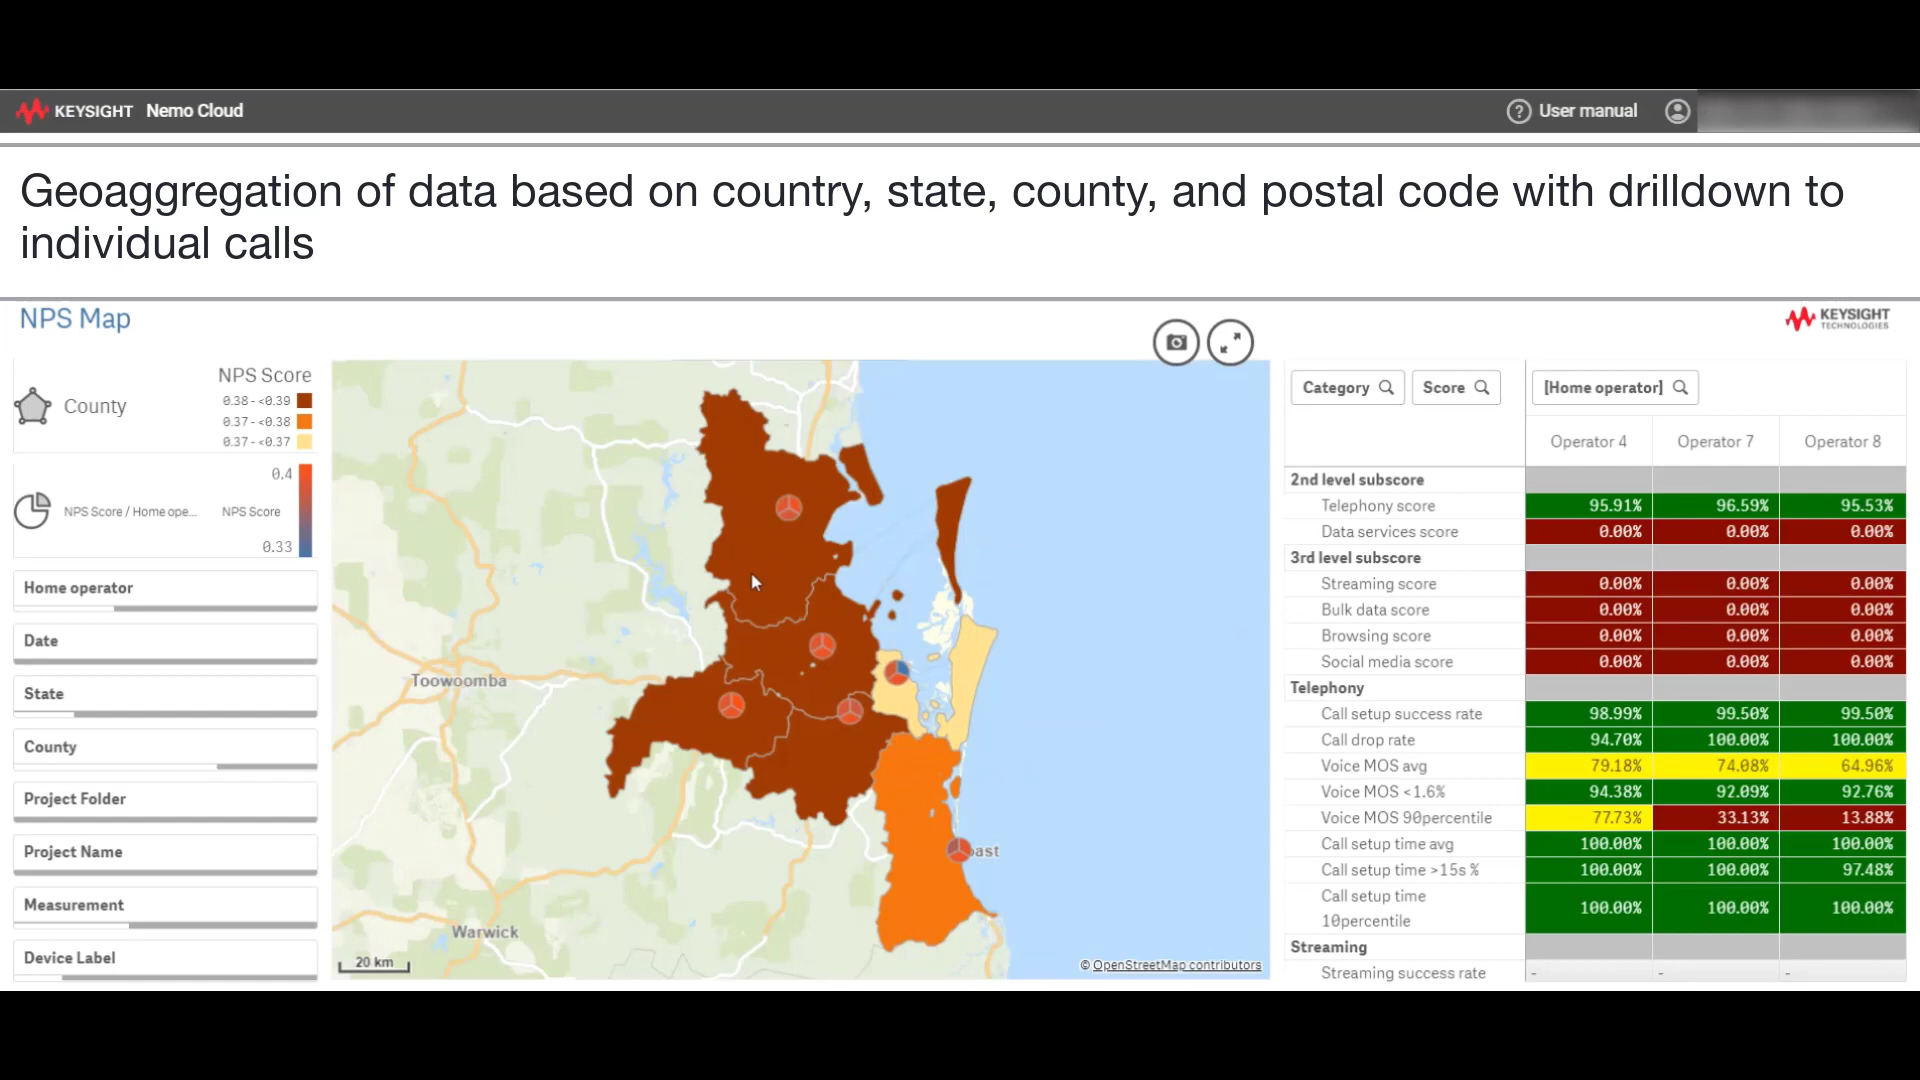 KEYSIGHT Nemo Cloud
User manual
Geoaggregation of data based on country, state, county, and postal code with drilldown to
individual calls
NPS Map
KEYSIGHT
TECHNOLOGIES
County
NPS Score
0.38 - <0.39
0.37 - <0.38
0.37 - <0.37
0.4
NPS Score / Home ope...
NPS Score
0.33
Home operator
Date
State
County
Project Folder
Project Name
Measurement
Device Label
Toowoomba
Warwick
oast
20 km
© OpenStreetMap contributors
Category
Score
[Home operator]
Operator 4 Operator 7 Operator 8
2nd level subscore
Telephony score 95.91% 96.59% 95.53%
Data services score 0.00% 0.00% 0.00%
3rd level subscore
Streaming score 0.00% 0.00% 0.00%
Bulk data score 0.00% 0.00% 0.00%
Browsing score 0.00% 0.00% 0.00%
Social media score 0.00% 0.00% 0.00%
Telephony
Call setup success rate 98.99% 99.50% 99.50%
Call drop rate 94.70% 100.00% 100.00%
Voice MOS avg 79.18% 74.08% 64.96%
Voice MOS <1.6% 94.38% 92.09% 92.76%
Voice MOS 90percentile 77.73% 33.13% 13.88%
Call setup time avg 100.00% 100.00% 100.00%
Call setup time >15s % 100.00% 100.00% 97.48%
Call setup time
10percentile 100.00% 100.00% 100.00%
Streaming
Streaming success rate - - -